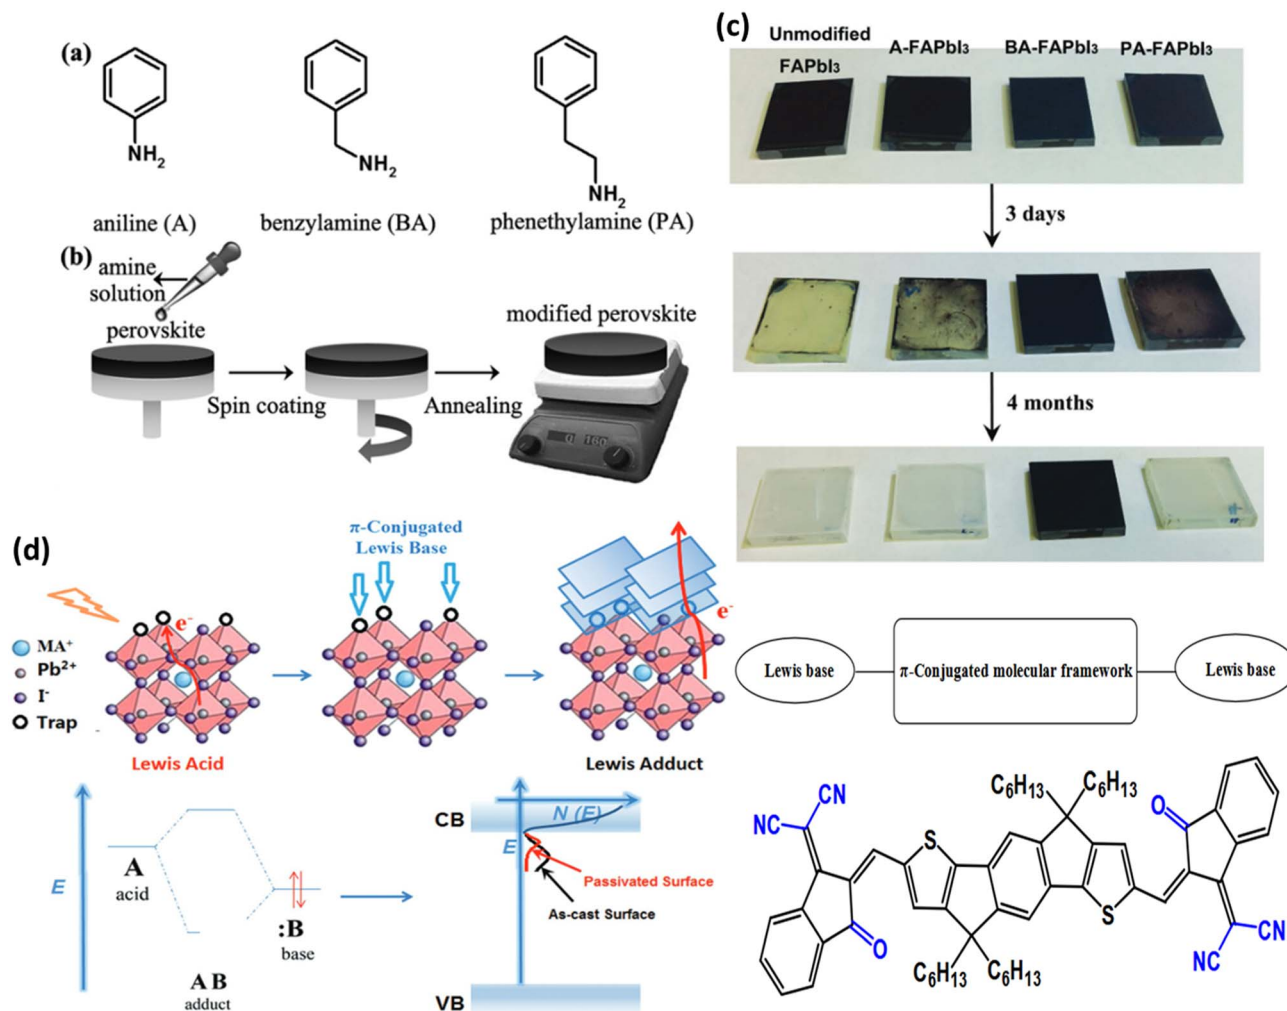 (a)
NH2
NH2
NH2
aniline (A)
benzylamine (BA)
phenethylamine (PA)
(b)
amine
solution
perovskite
Spin coating
Annealing
modified perovskite
0 160
(c)
Unmodified
FAPbI3
A-FAPbI3
BA-FAPbI3
PA-FAPbI3
3 days
4 months
(d)
π-Conjugated
Lewis Base
e-
e-
MA+
Pb2+
I-
Trap
Lewis Acid
Lewis Adduct
Lewis base
π-Conjugated molecular framework
Lewis base
E
A
acid
:B
base
A B
adduct
CB
N (E)
E
Passivated Surface
As-cast Surface
VB
CN
NC
O
S
C6H13
C6H13
C6H13
C6H13
S
O
CN
NC